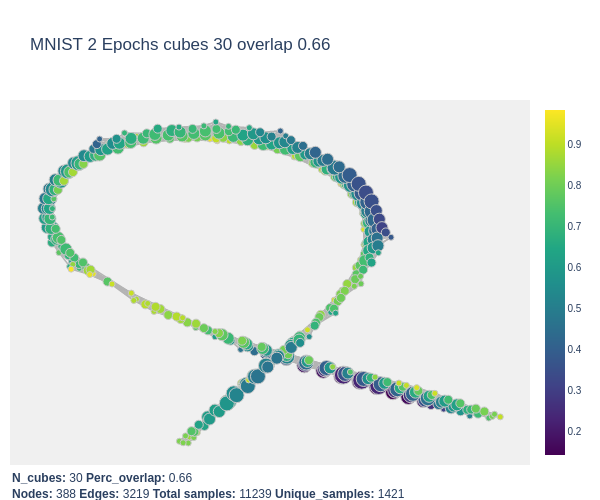 MNIST 2 Epochs cubes 30 overlap 0.66
0.9
0.8
0.7
0.6
0.5
0.4
0.3
0.2
N_cubes: 30 Perc_overlap: 0.66
Nodes: 388 Edges: 3219 Total samples: 11239 Unique_samples: 1421